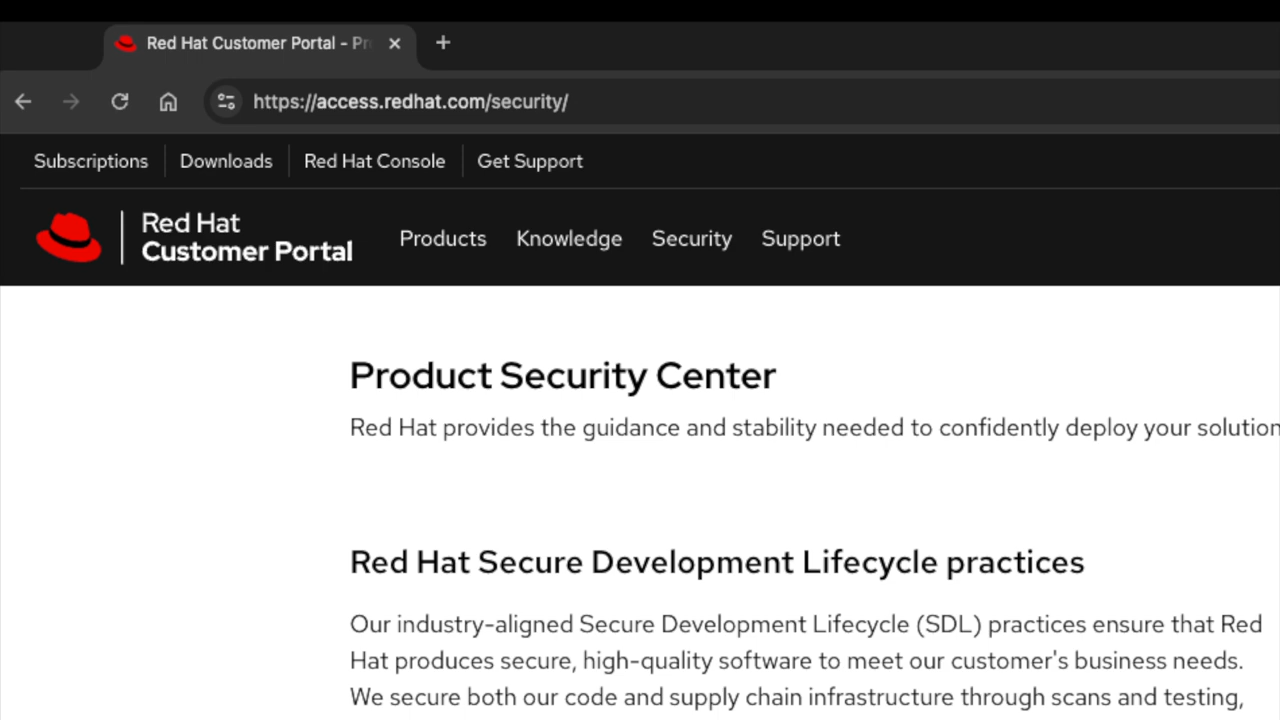 Red Hat Customer Portal - Pr
https://access.redhat.com/security/
Subscriptions Downloads Red Hat Console Get Support
Red Hat
Customer Portal
Products Knowledge Security Support
Product Security Center
Red Hat provides the guidance and stability needed to confidently deploy your solution
Red Hat Secure Development Lifecycle practices
Our industry-aligned Secure Development Lifecycle (SDL) practices ensure that Red
Hat produces secure, high-quality software to meet our customer's business needs.
We secure both our code and supply chain infrastructure through scans and testing,